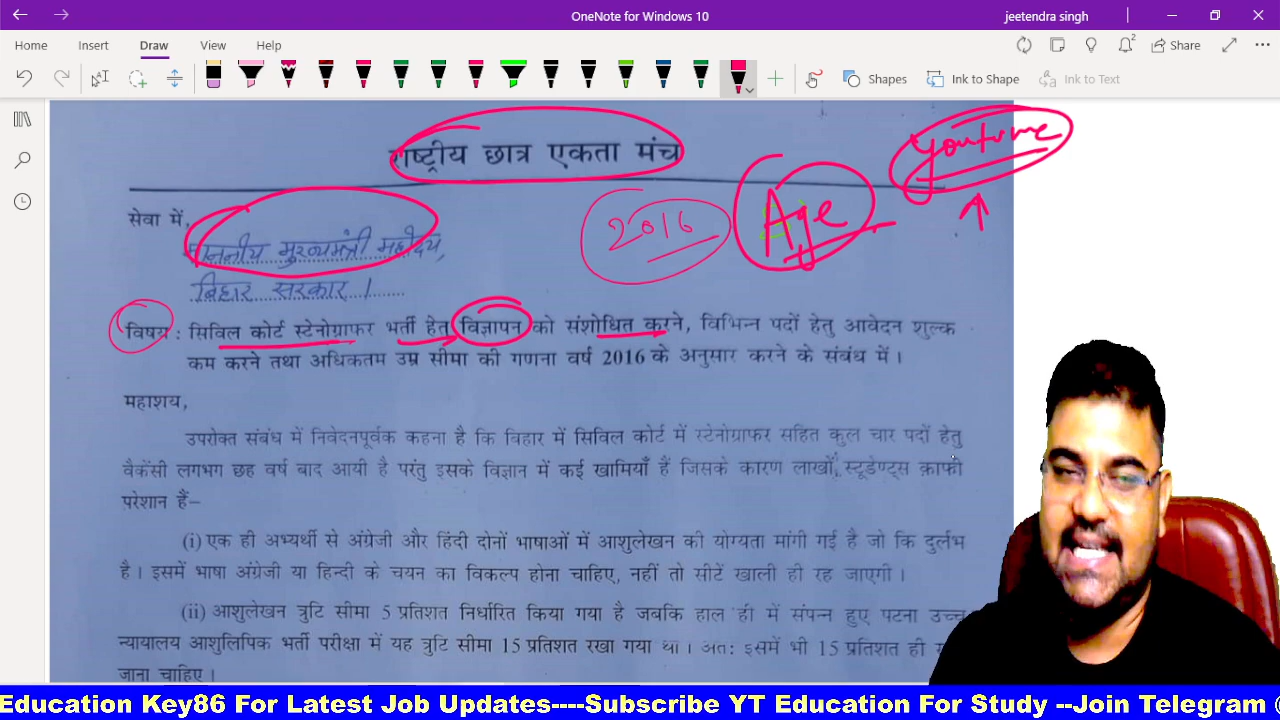 OneNote for Windows 10
jeetendra singh
Home Insert Draw View Help
Share
Shapes Ink to Shape Ink to Text
राष्ट्रीय छात्र एकता मंच
2016 Age
सेवा में,
माननीय मुख्यमंत्री महोदय,
बिहार सरकार।
विषय : सिविल कोर्ट स्टेनोग्राफर भर्ती हेतु विज्ञापन को संशोधित करने, विभिन्न पदों हेतु आवेदन शुल्क
कम करने तथा अधिकतम उम्र सीमा की गणना वर्ष 2016 के अनुसार करने के संबंध में।
महाशय,
उपरोक्त संबंध में निवेदनपूर्वक कहना है कि बिहार में सिविल कोर्ट में स्टेनोग्राफर सहित कुल चार पदों हेतु
वैकेंसी लगभग छह वर्ष बाद आयी है परंतु इसके विज्ञान में कई खामियाँ हैं जिसके कारण लाखों स्टूडेण्ट्स क़ाफी
परेशान हैं–
(i) एक ही अभ्यर्थी से अंग्रेजी और हिंदी दोनों भाषाओं में आशुलेखन की योग्यता मांगी गई है जो कि दुर्लभ
है। इसमें भाषा अंग्रेजी या हिन्दी के चयन का विकल्प होना चाहिए, नहीं तो सीटें खाली ही रह जाएगी।
(ii) आशुलेखन त्रुटि सीमा 5 प्रतिशत निर्धारित किया गया है जबकि हाल ही में संपन्न हुए पटना उच्च
न्यायालय आशुलिपिक भर्ती परीक्षा में यह त्रुटि सीमा 15 प्रतिशत रखा गया था। अतः इसमें भी 15 प्रतिशत ही
जाना चाहिए।
Education Key86 For Latest Job Updates----Subscribe YT Education For Study --Join Telegram